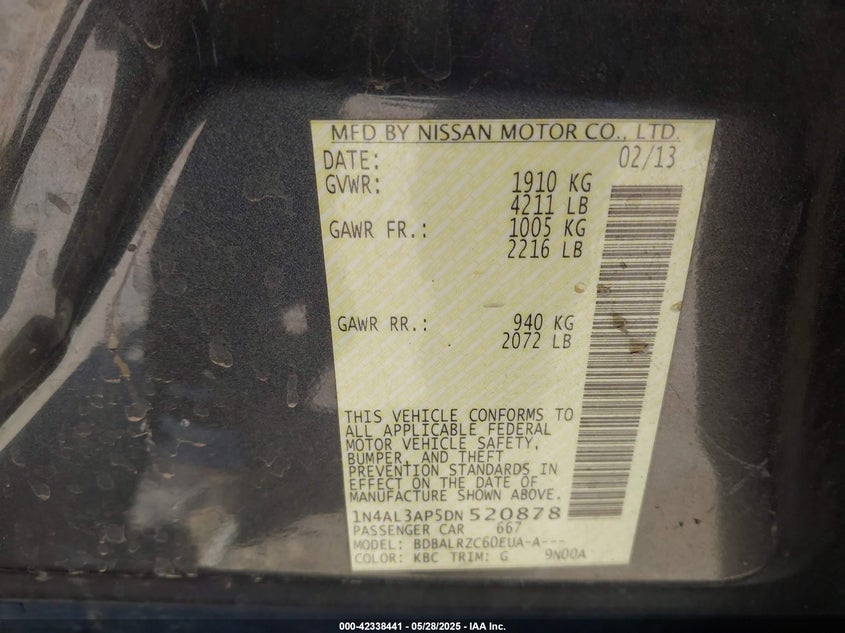 MFD BY NISSAN MOTOR CO., LTD.
DATE: 02/13
GVWR: 1910 KG
4211 LB
GAWR FR.: 1005 KG
2216 LB
GAWR RR.: 940 KG
2072 LB
THIS VEHICLE CONFORMS TO
ALL APPLICABLE FEDERAL
MOTOR VEHICLE SAFETY,
BUMPER, AND THEFT
PREVENTION STANDARDS IN
EFFECT ON THE DATE OF
MANUFACTURE SHOWN ABOVE.
1N4AL3AP5DN520878
PASSENGER CAR 667
MODEL: BDBALRZC60EUA-A---
COLOR: KBC TRIM: G 9N00A
000-42338441 — 05/28/2025 — IAA Inc.